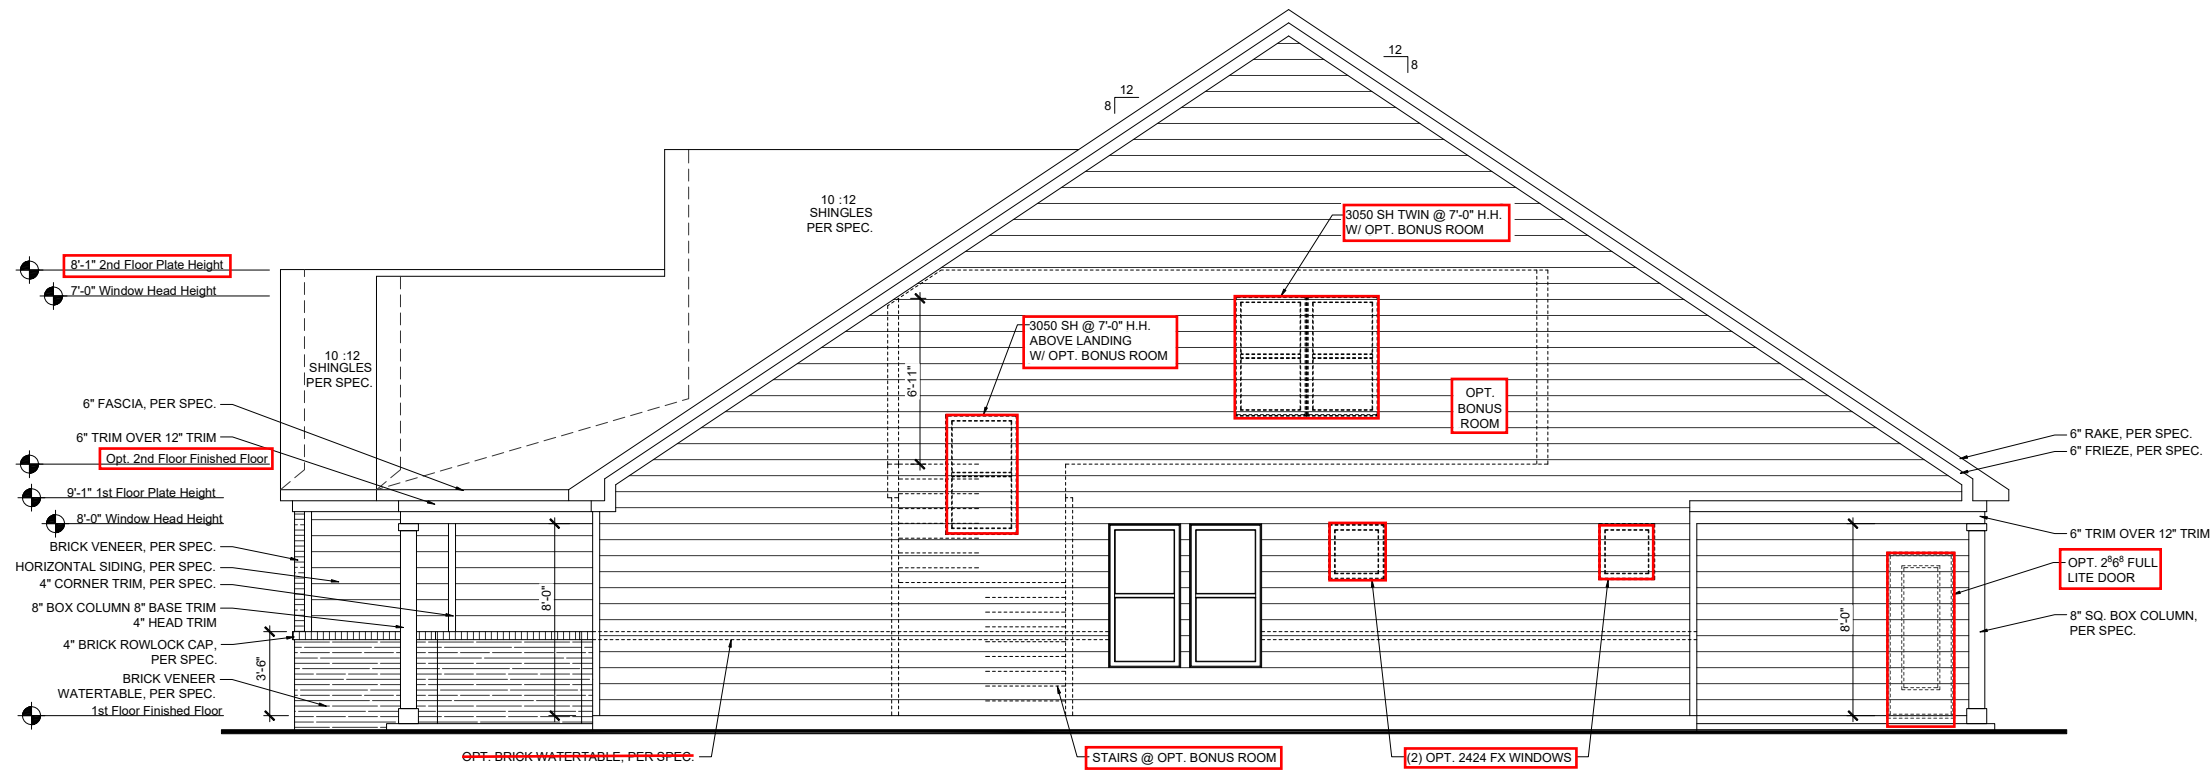 12
8
12
8
10 :12
SHINGLES
PER SPEC.
3050 SH TWIN @ 7'-0" H.H.
W/ OPT. BONUS ROOM
8'-1" 2nd Floor Plate Height
7'-0" Window Head Height
3050 SH @ 7'-0" H.H.
ABOVE LANDING
W/ OPT. BONUS ROOM
10 :12
SHINGLES
PER SPEC.
6'-11"
OPT.
BONUS
ROOM
6" FASCIA, PER SPEC.
6" TRIM OVER 12" TRIM
Opt. 2nd Floor Finished Floor
9'-1" 1st Floor Plate Height
8'-0" Window Head Height
BRICK VENEER, PER SPEC.
HORIZONTAL SIDING, PER SPEC.
4" CORNER TRIM, PER SPEC.
8" BOX COLUMN 8" BASE TRIM
4" HEAD TRIM
4" BRICK ROWLOCK CAP,
PER SPEC.
BRICK VENEER
WATERTABLE, PER SPEC.
1st Floor Finished Floor
3'-6"
8'-0"
8'-0"
6" RAKE, PER SPEC.
6" FRIEZE, PER SPEC.
6" TRIM OVER 12" TRIM
OPT. 2⁸6⁸ FULL
LITE DOOR
8" SQ. BOX COLUMN,
PER SPEC.
OPT. BRICK WATERTABLE, PER SPEC.
STAIRS @ OPT. BONUS ROOM
(2) OPT. 2424 FX WINDOWS